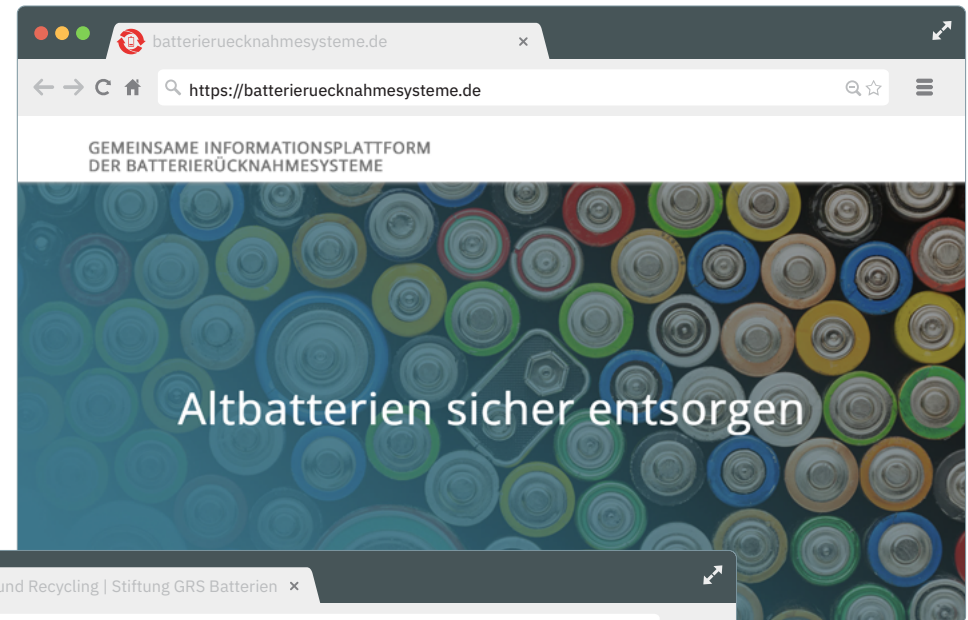 batterieruecknahmesysteme.de
https://batterieruecknahmesysteme.de
GEMEINSAME INFORMATIONSPLATTFORM
DER BATTERIERÜCKNAHMESYSTEME
Altbatterien sicher entsorgen
und Recycling | Stiftung GRS Batterien